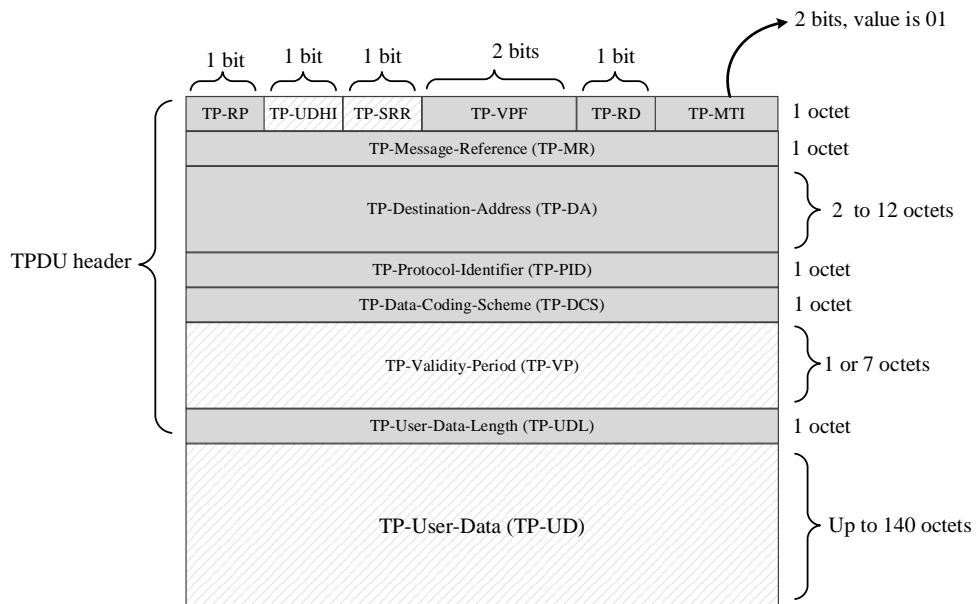 2 bits, value is 01
1 bit
1 bit
1 bit
2 bits
1 bit
TP-RP
TP-UDHI
TP-SRR
TP-VPF
TP-RD
TP-MTI
1 octet
TP-Message-Reference (TP-MR)
1 octet
TP-Destination-Address (TP-DA)
2 to 12 octets
TPDU header
TP-Protocol-Identifier (TP-PID)
1 octet
TP-Data-Coding-Scheme (TP-DCS)
1 octet
TP-Validity-Period (TP-VP)
1 or 7 octets
TP-User-Data-Length (TP-UDL)
1 octet
TP-User-Data (TP-UD)
Up to 140 octets